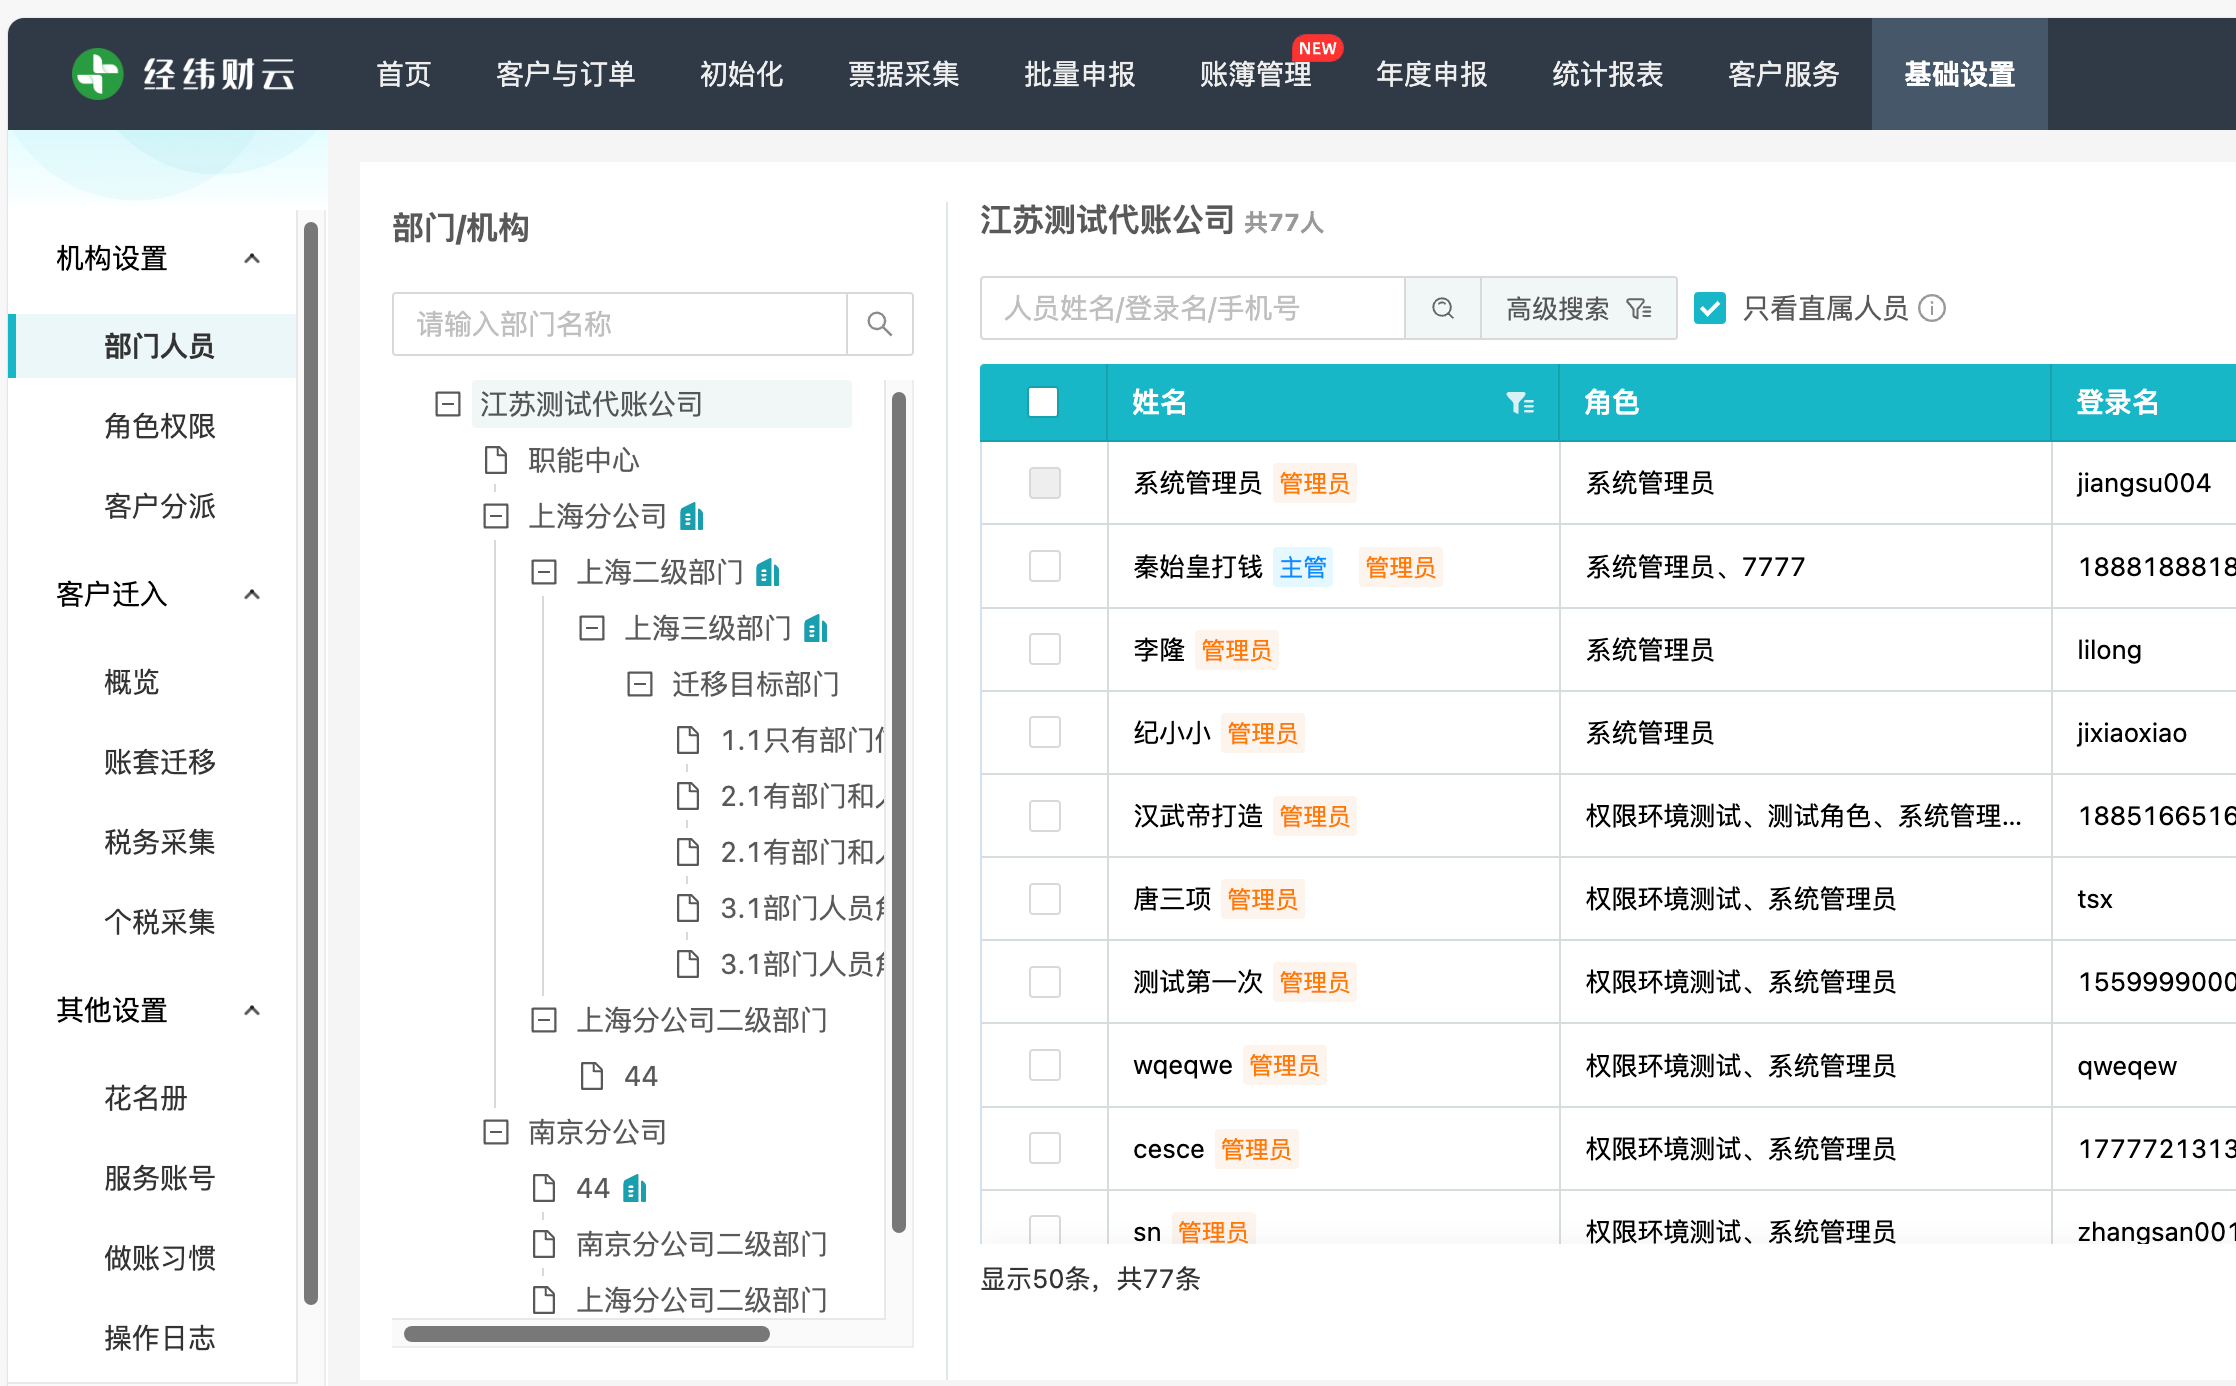 经纬财云 首页 客户与订单 初始化 票据采集 批量申报 账簿管理 NEW 年度申报 统计报表 客户服务 基础设置
机构设置
部门人员
角色权限
客户分派
客户迁入
概览
账套迁移
税务采集
个税采集
其他设置
花名册
服务账号
做账习惯
操作日志
部门/机构
请输入部门名称
江苏测试代账公司
职能中心
上海分公司
上海二级部门
上海三级部门
迁移目标部门
1.1只有部门
2.1有部门和
2.1有部门和
3.1部门人员
3.1部门人员
上海分公司二级部门
44
南京分公司
44
南京分公司二级部门
上海分公司二级部门
江苏测试代账公司 共77人
人员姓名/登录名/手机号 高级搜索 只看直属人员
姓名 角色 登录名
系统管理员 管理员 系统管理员 jiangsu004
秦始皇打钱 主管 管理员 系统管理员、7777 1888188818
李隆 管理员 系统管理员 lilong
纪小小 管理员 系统管理员 jixiaoxiao
汉武帝打造 管理员 权限环境测试、测试角色、系统管理... 1885166516
唐三项 管理员 权限环境测试、系统管理员 tsx
测试第一次 管理员 权限环境测试、系统管理员 1559999000
wqeqwe 管理员 权限环境测试、系统管理员 qweqew
cesce 管理员 权限环境测试、系统管理员 1777721313
sn 管理员 权限环境测试、系统管理员 zhangsan001
显示50条，共77条